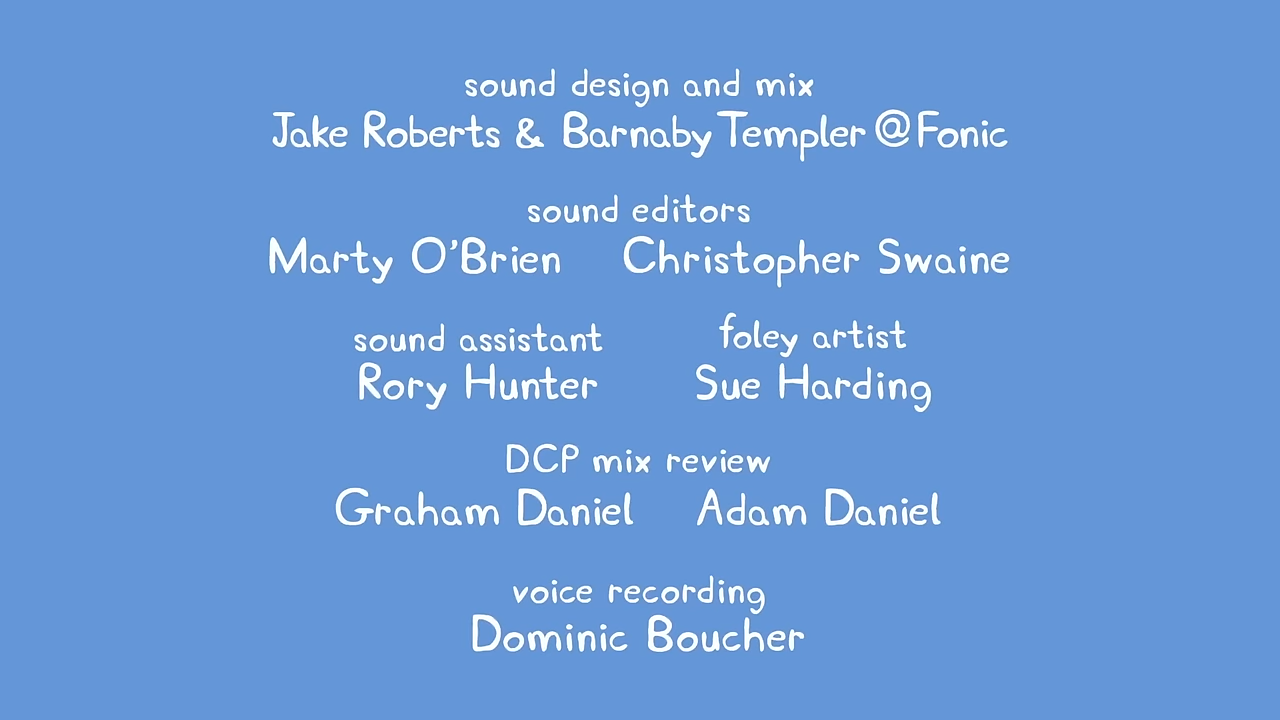 sound design and mix
Jake Roberts & Barnaby Templer @ Fonic
sound editors
Marty O'Brien Christopher Swaine
sound assistant foley artist
Rory Hunter Sue Harding
DCP mix review
Graham Daniel Adam Daniel
voice recording
Dominic Boucher